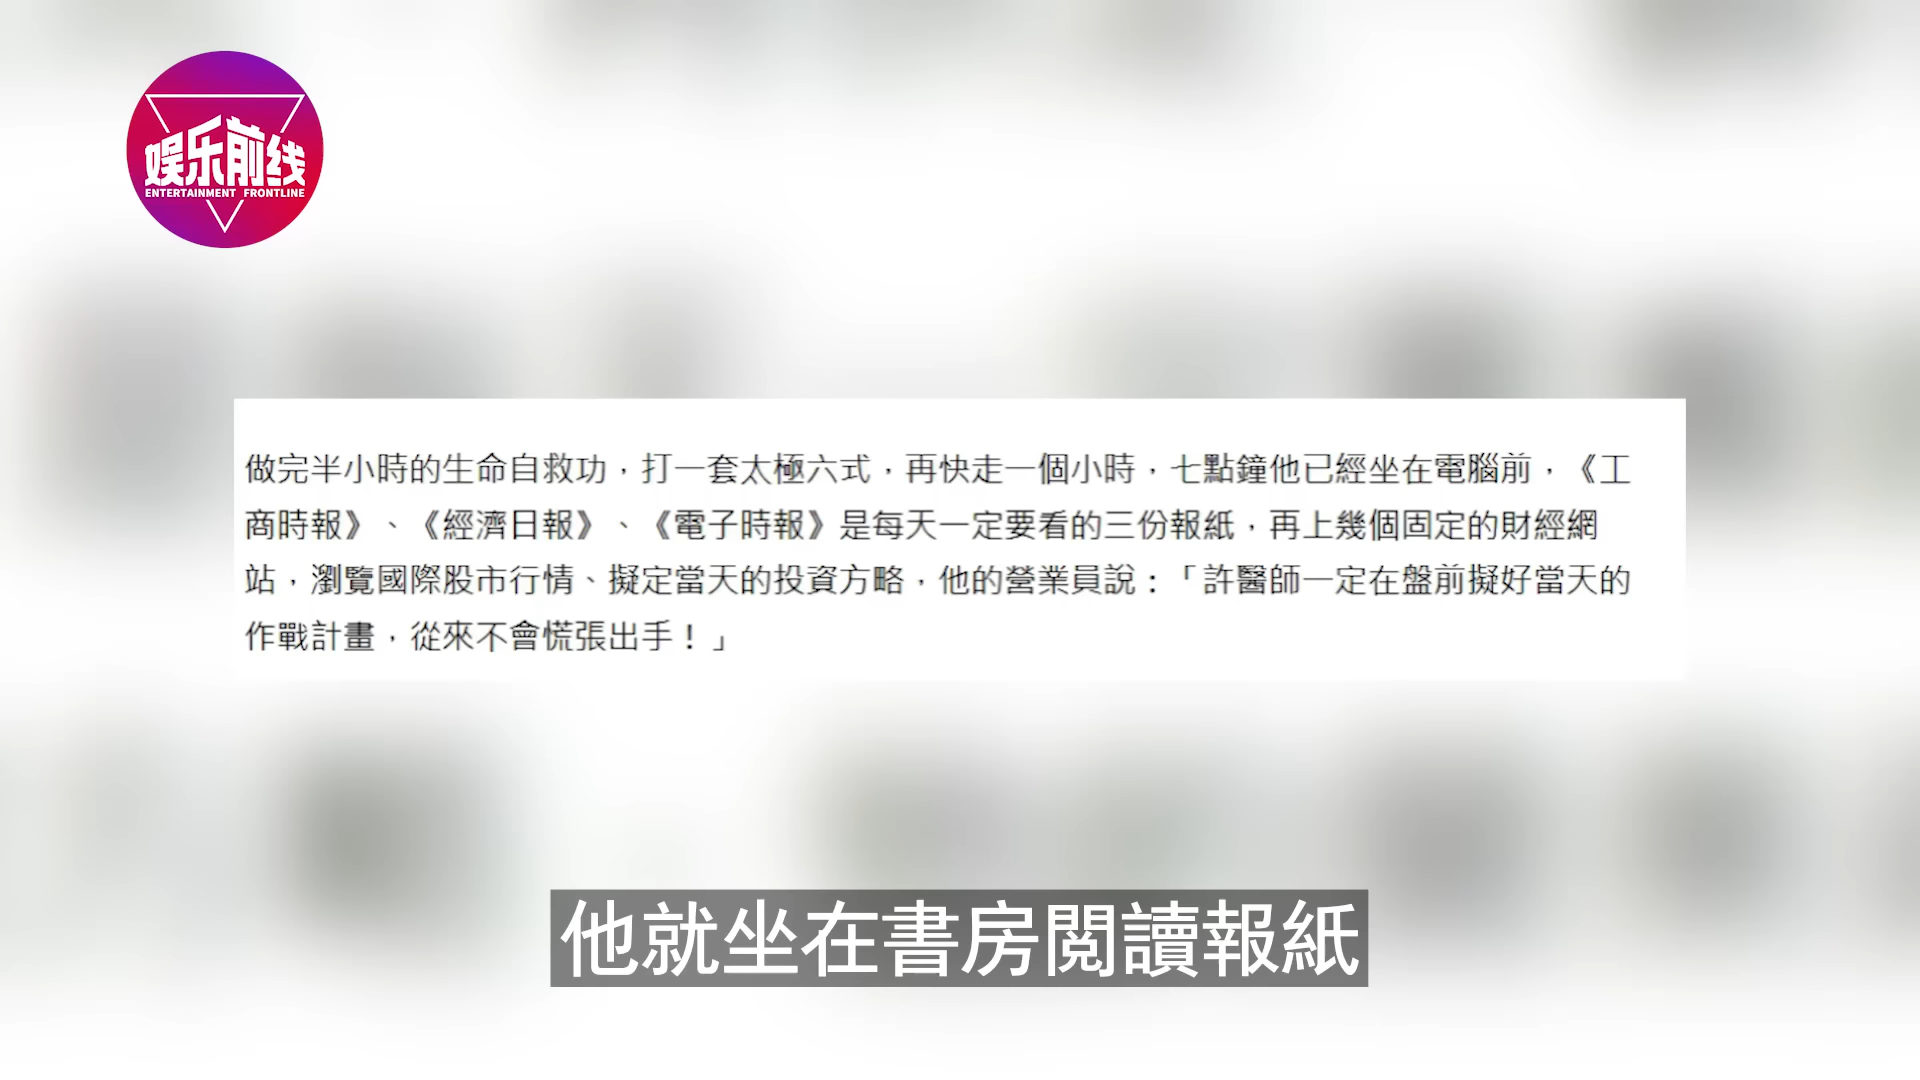 娱乐前线
ENTERTAINMENT FRONTLINE
做完半小時的生命自救功，打一套太極六式，再快走一個小時，七點鐘他已經坐在電腦前，《工
商時報》、《經濟日報》、《電子時報》是每天一定要看的三份報紙，再上幾個固定的財經網
站，瀏覽國際股市行情、擬定當天的投資方略，他的營業員說：「許醫師一定在盤前擬好當天的
作戰計畫，從來不會慌張出手！」
他就坐在書房閱讀報紙